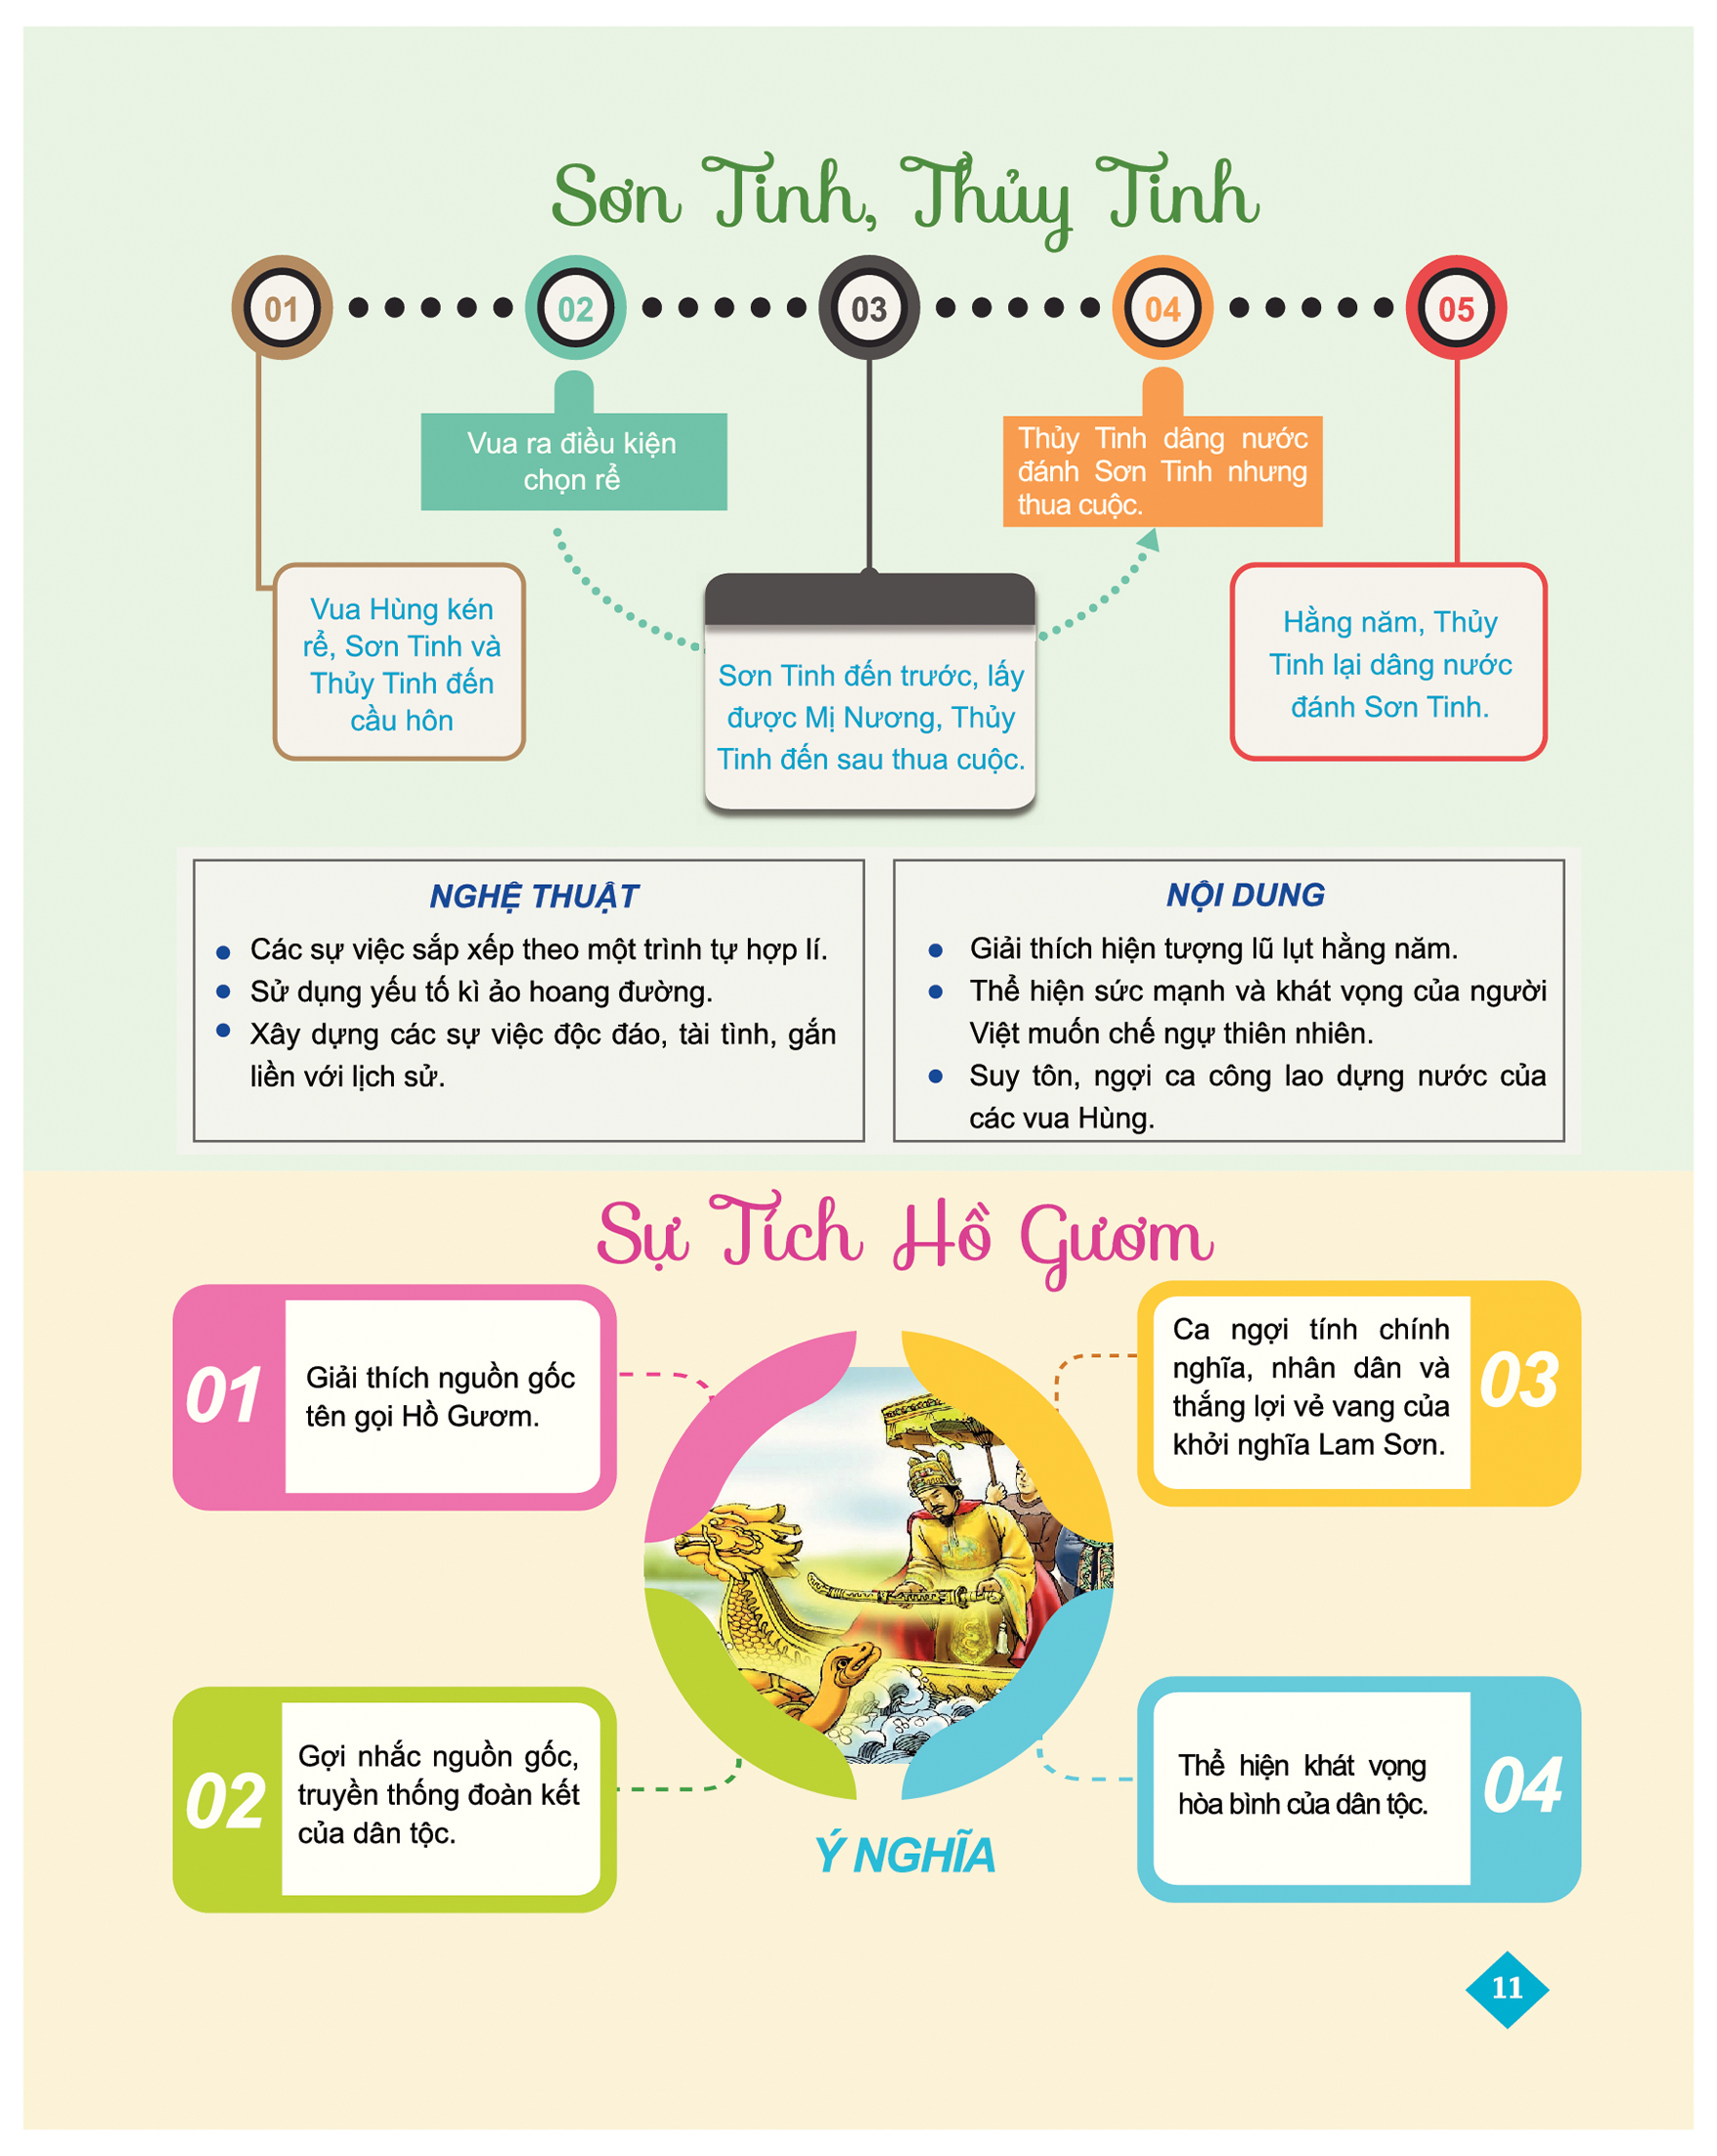 Sơn Tinh, Thủy Tinh
01
02
03
04
05
Vua ra điều kiện
chọn rể
Thủy Tinh dâng nước
đánh Sơn Tinh nhưng
thua cuộc.
Vua Hùng kén
rể, Sơn Tinh và
Thủy Tinh đến
cầu hôn
Sơn Tinh đến trước, lấy
được Mị Nương, Thủy
Tinh đến sau thua cuộc.
Hằng năm, Thủy
Tinh lại dâng nước
đánh Sơn Tinh.
NGHỆ THUẬT
Các sự việc sắp xếp theo một trình tự hợp lí.
Sử dụng yếu tố kì ảo hoang đường.
Xây dựng các sự việc độc đáo, tài tình, gắn
liền với lịch sử.
NỘI DUNG
Giải thích hiện tượng lũ lụt hằng năm.
Thể hiện sức mạnh và khát vọng của người
Việt muốn chế ngự thiên nhiên.
Suy tôn, ngợi ca công lao dựng nước của
các vua Hùng.
Sự Tích Hồ Gươm
01
Giải thích nguồn gốc
tên gọi Hồ Gươm.
02
Gợi nhắc nguồn gốc,
truyền thống đoàn kết
của dân tộc.
Ca ngợi tính chính
nghĩa, nhân dân và
thắng lợi vẻ vang của
khởi nghĩa Lam Sơn.
03
Thể hiện khát vọng
hòa bình của dân tộc.
04
Ý NGHĨA
11